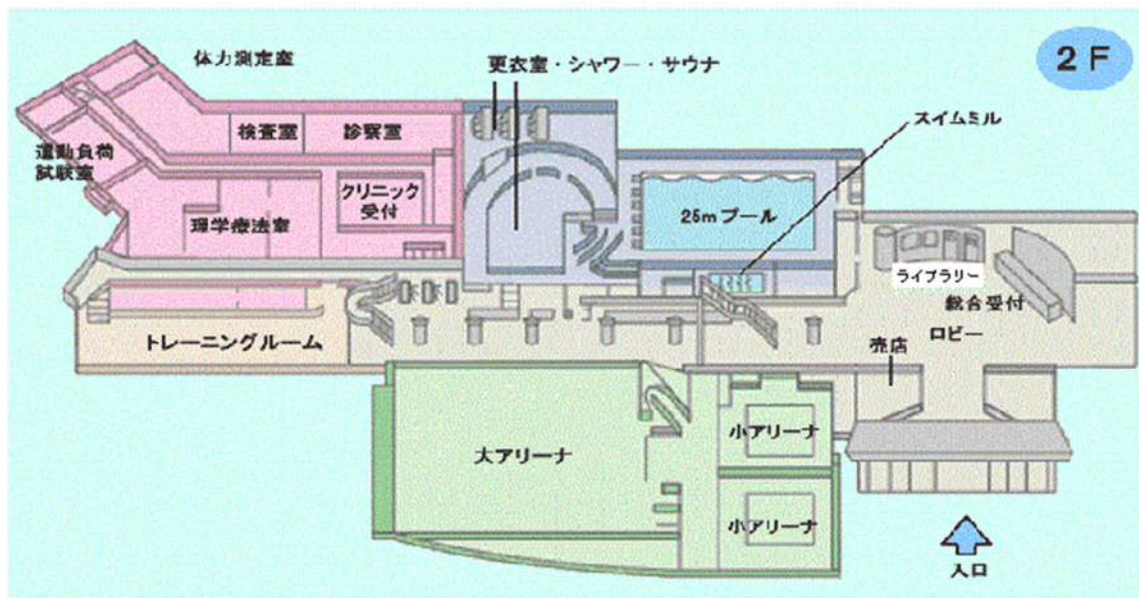 2F
体力測定室
更衣室・シャワー・サウナ
スイムミル
検査室
診察室
運動負荷
試験室
クリニック
受付
理学療法室
25mプール
ライブラリー
総合受付
ロビー
売店
トレーニングルーム
大アリーナ
小アリーナ
小アリーナ
入口